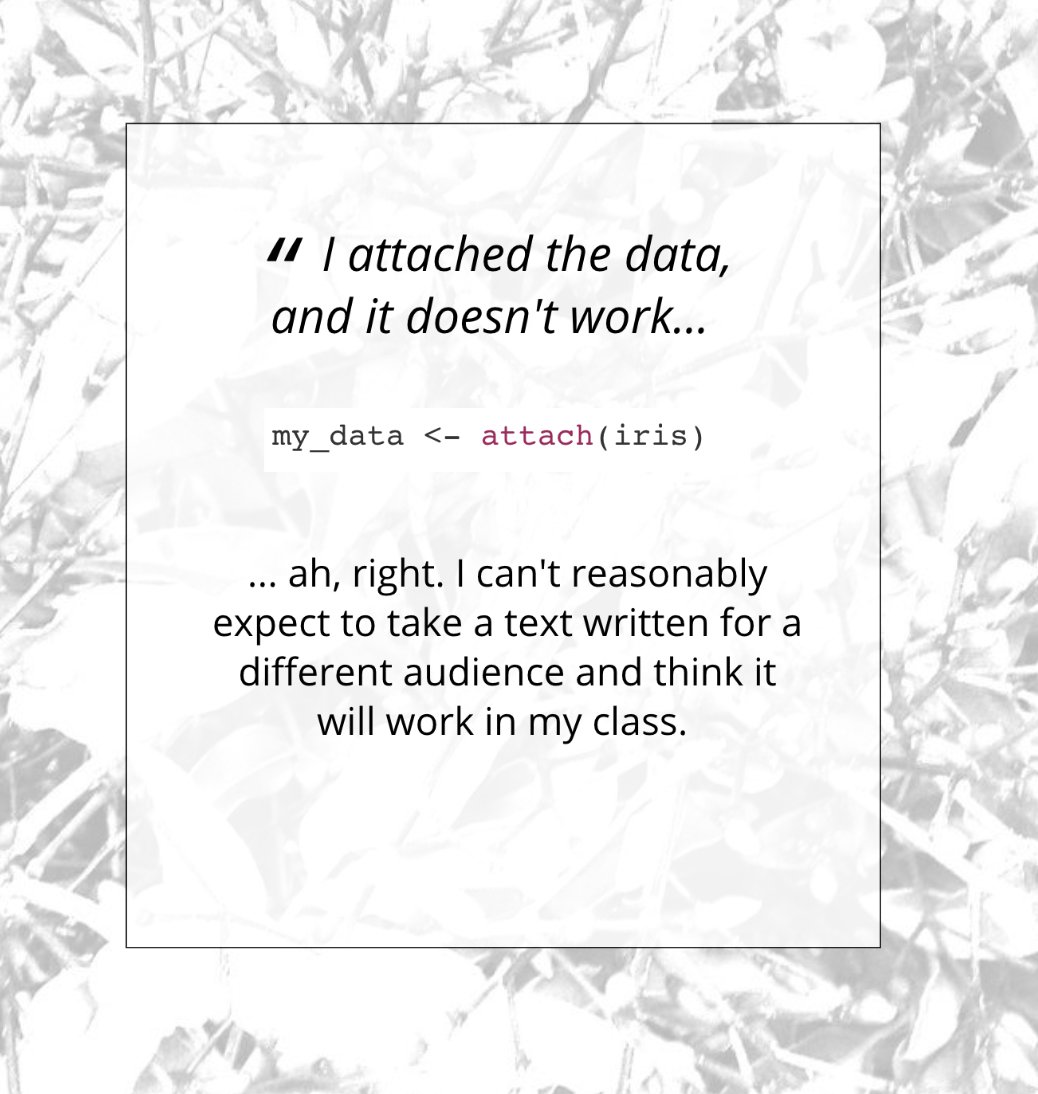 “ I attached the data,
and it doesn't work...
my_data <- attach(iris)
... ah, right. I can't reasonably
expect to take a text written for a
different audience and think it
will work in my class.